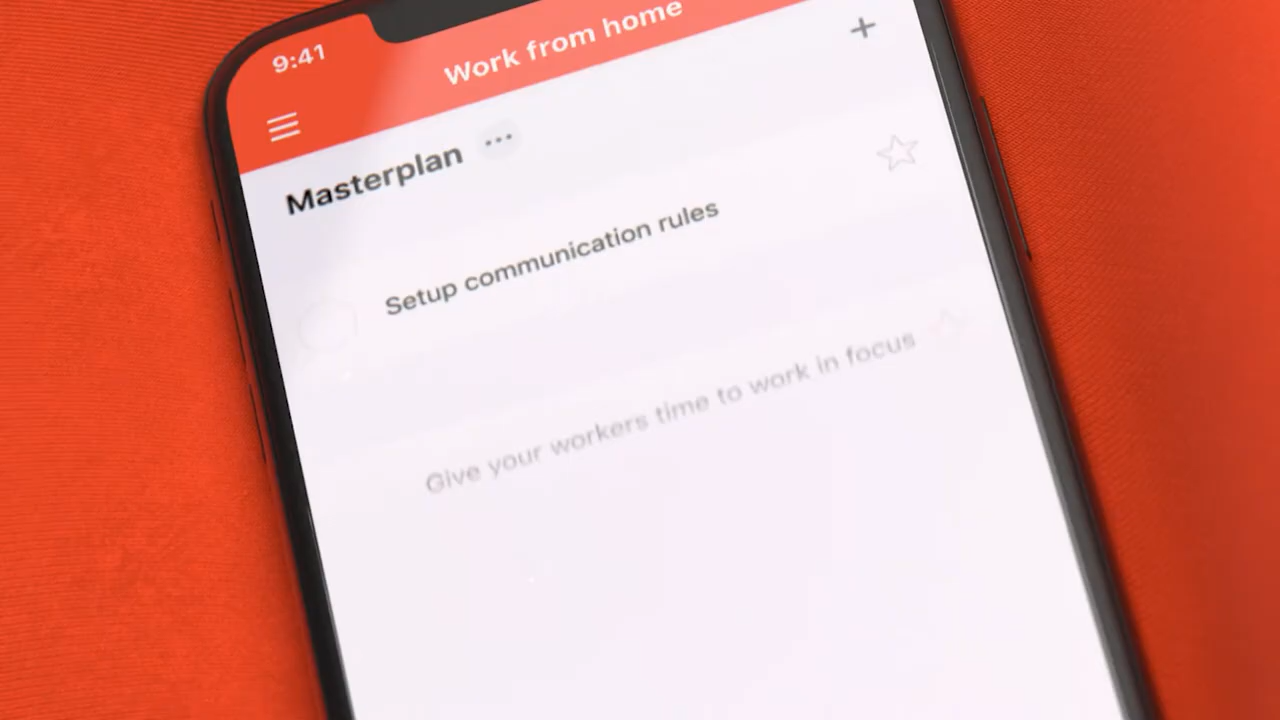 9:41
Work from home
Masterplan
Setup communication rules
Give your workers time to work in focus